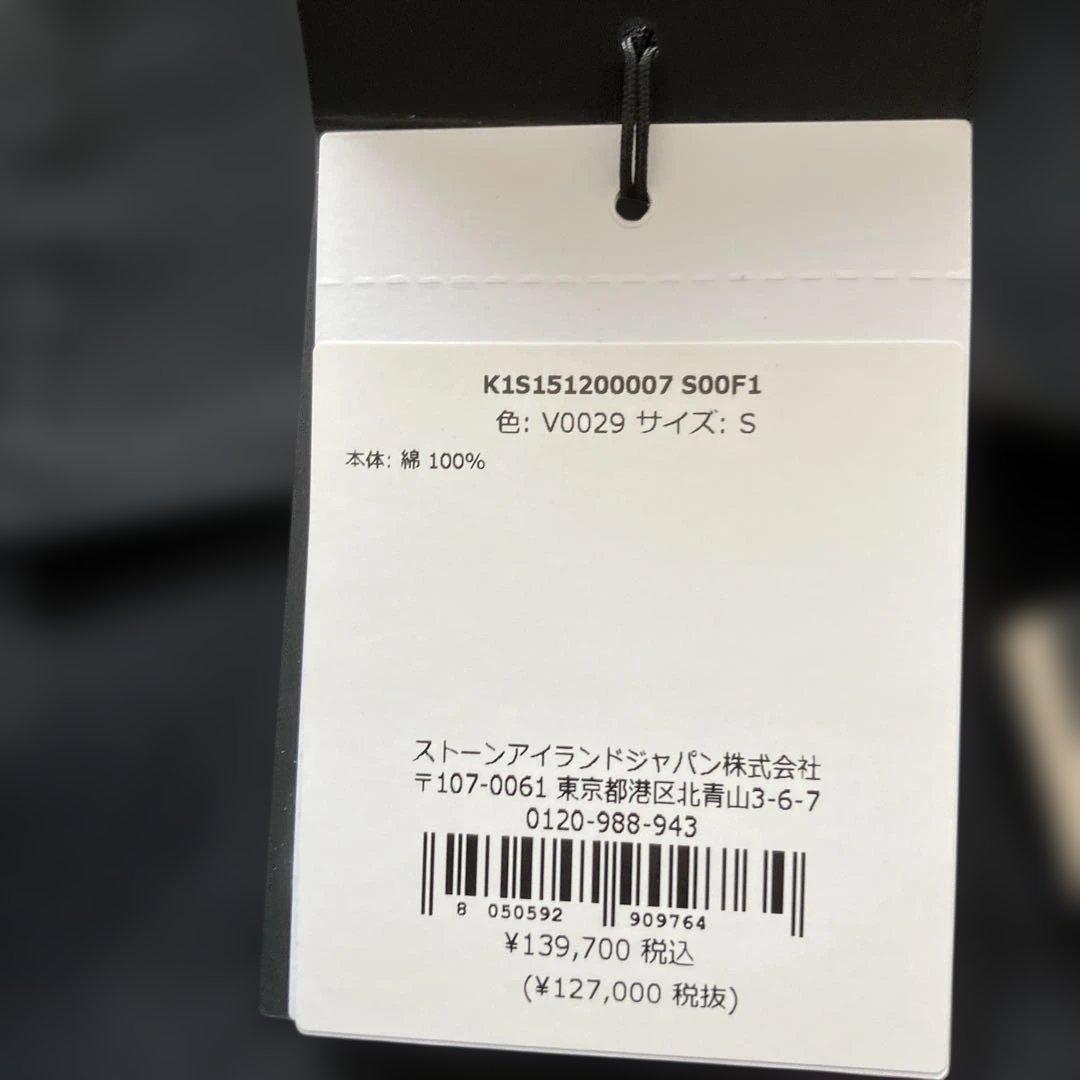 K1S151200007 S00F1
色: V0029 サイズ: S
本体: 綿 100%
ストーンアイランドジャパン株式会社
〒107-0061 東京都港区北青山3-6-7
0120-988-943
8 050592 909764
¥139,700 税込
(¥127,000 税抜)